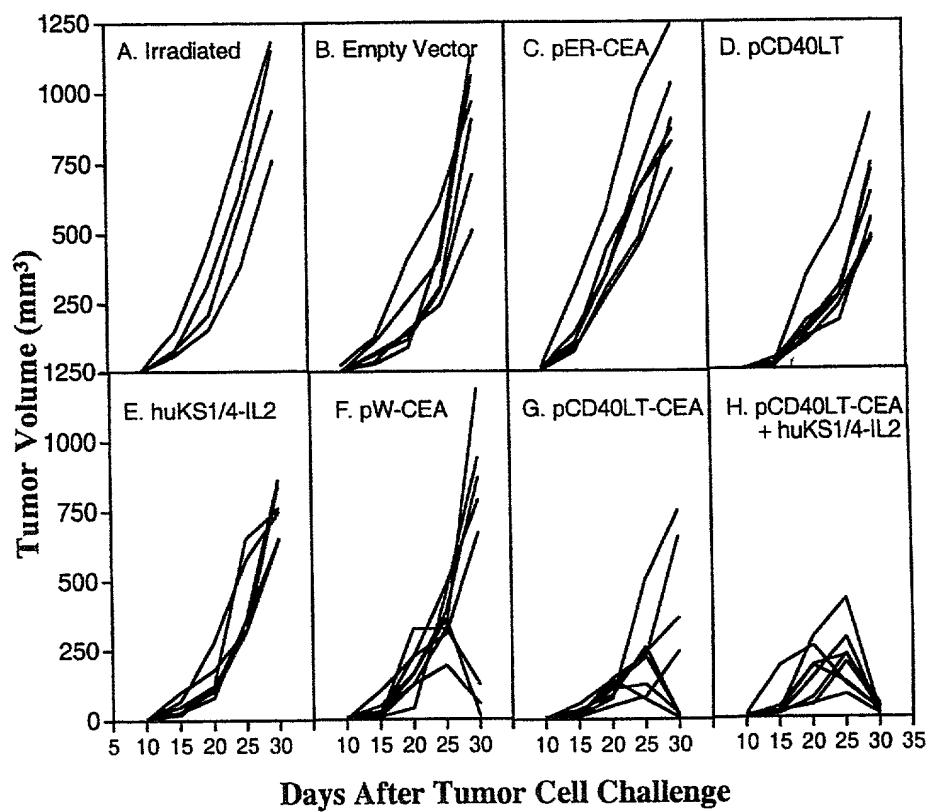 1250
1000
750
500
250
1250
1000
750
500
250
0
Tumor Volume (mm³)
A. Irradiated
B. Empty Vector
C. pER-CEA
D. pCD40LT
E. huKS1/4-IL2
F. pW-CEA
G. pCD40LT-CEA
H. pCD40LT-CEA
+ huKS1/4-IL2
5 10 15 20 25 30 10 15 20 25 30 10 15 20 25 30 10 15 20 25 30 35
Days After Tumor Cell Challenge